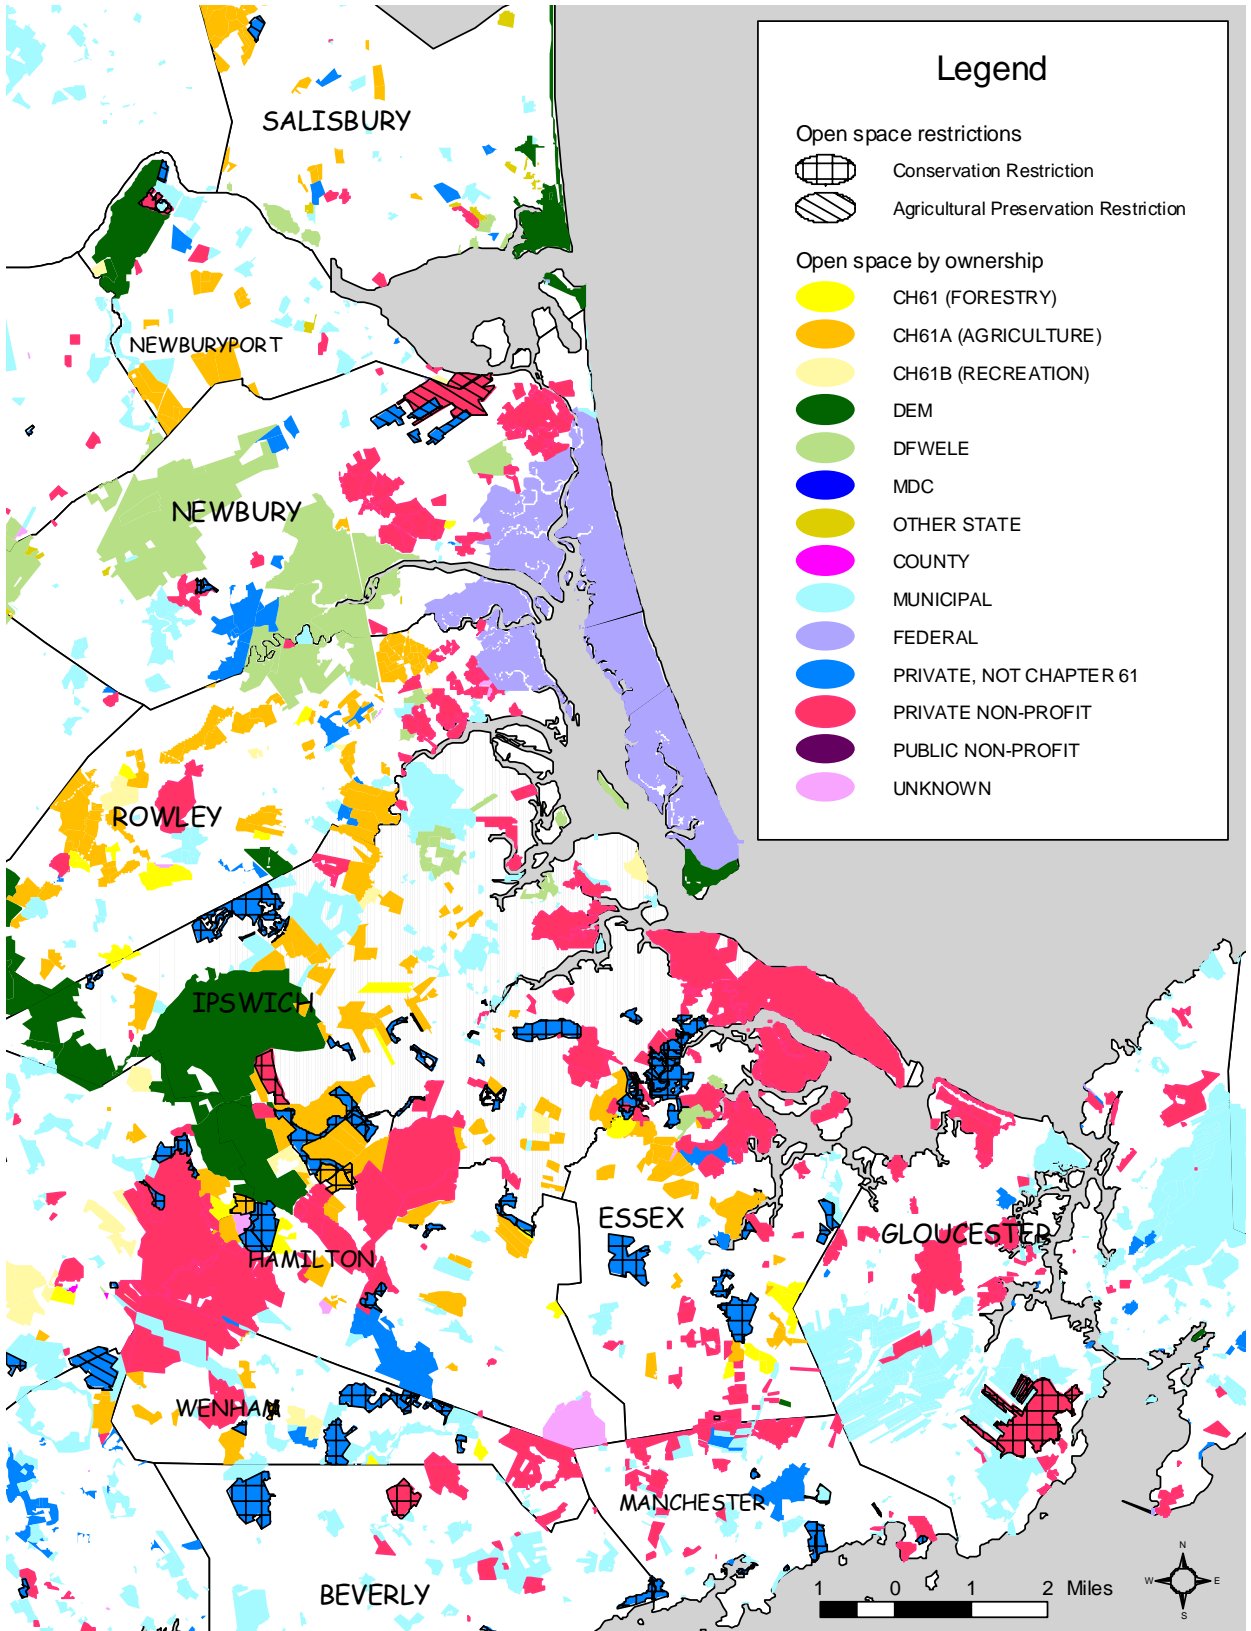 Legend
Open space restrictions
Conservation Restriction
Agricultural Preservation Restriction
Open space by ownership
CH61 (FORESTRY)
CH61A (AGRICULTURE)
CH61B (RECREATION)
DEM
DFWELE
MDC
OTHER STATE
COUNTY
MUNICIPAL
FEDERAL
PRIVATE, NOT CHAPTER 61
PRIVATE NON-PROFIT
PUBLIC NON-PROFIT
UNKNOWN
SALISBURY
NEWBURYPORT
NEWBURY
ROWLEY
IPSWICH
ESSEX
GLOUCESTER
HAMILTON
WENHAM
MANCHESTER
BEVERLY
1 0 1 2 Miles
N
W E
S